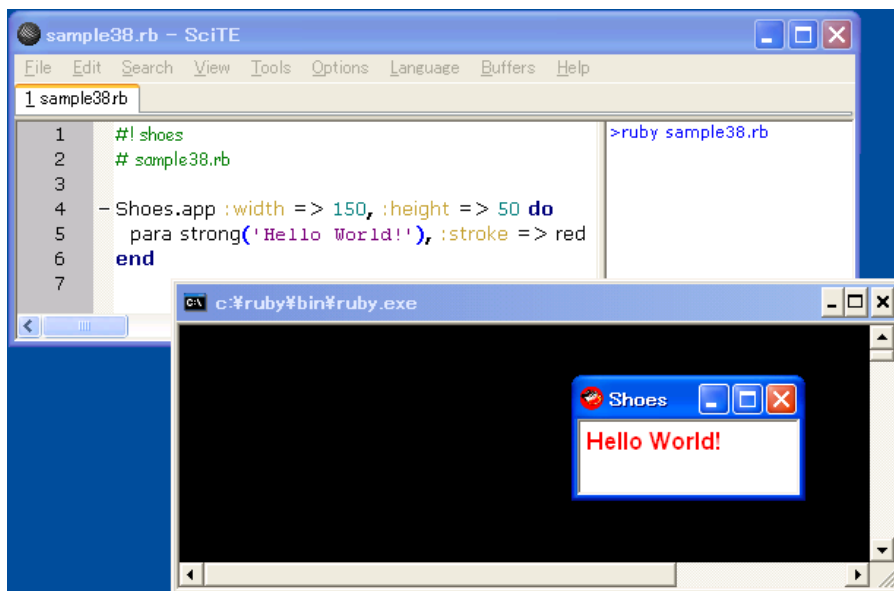 sample38.rb - SciTE
File Edit Search View Tools Options Language Buffers Help
1 sample38.rb
1 #! shoes
2 # sample38.rb
3
4 Shoes.app :width => 150, :height => 50 do
5 para strong('Hello World!'), :stroke => red
6 end
7
>ruby sample38.rb
c:¥ruby¥bin¥ruby.exe
Shoes
Hello World!